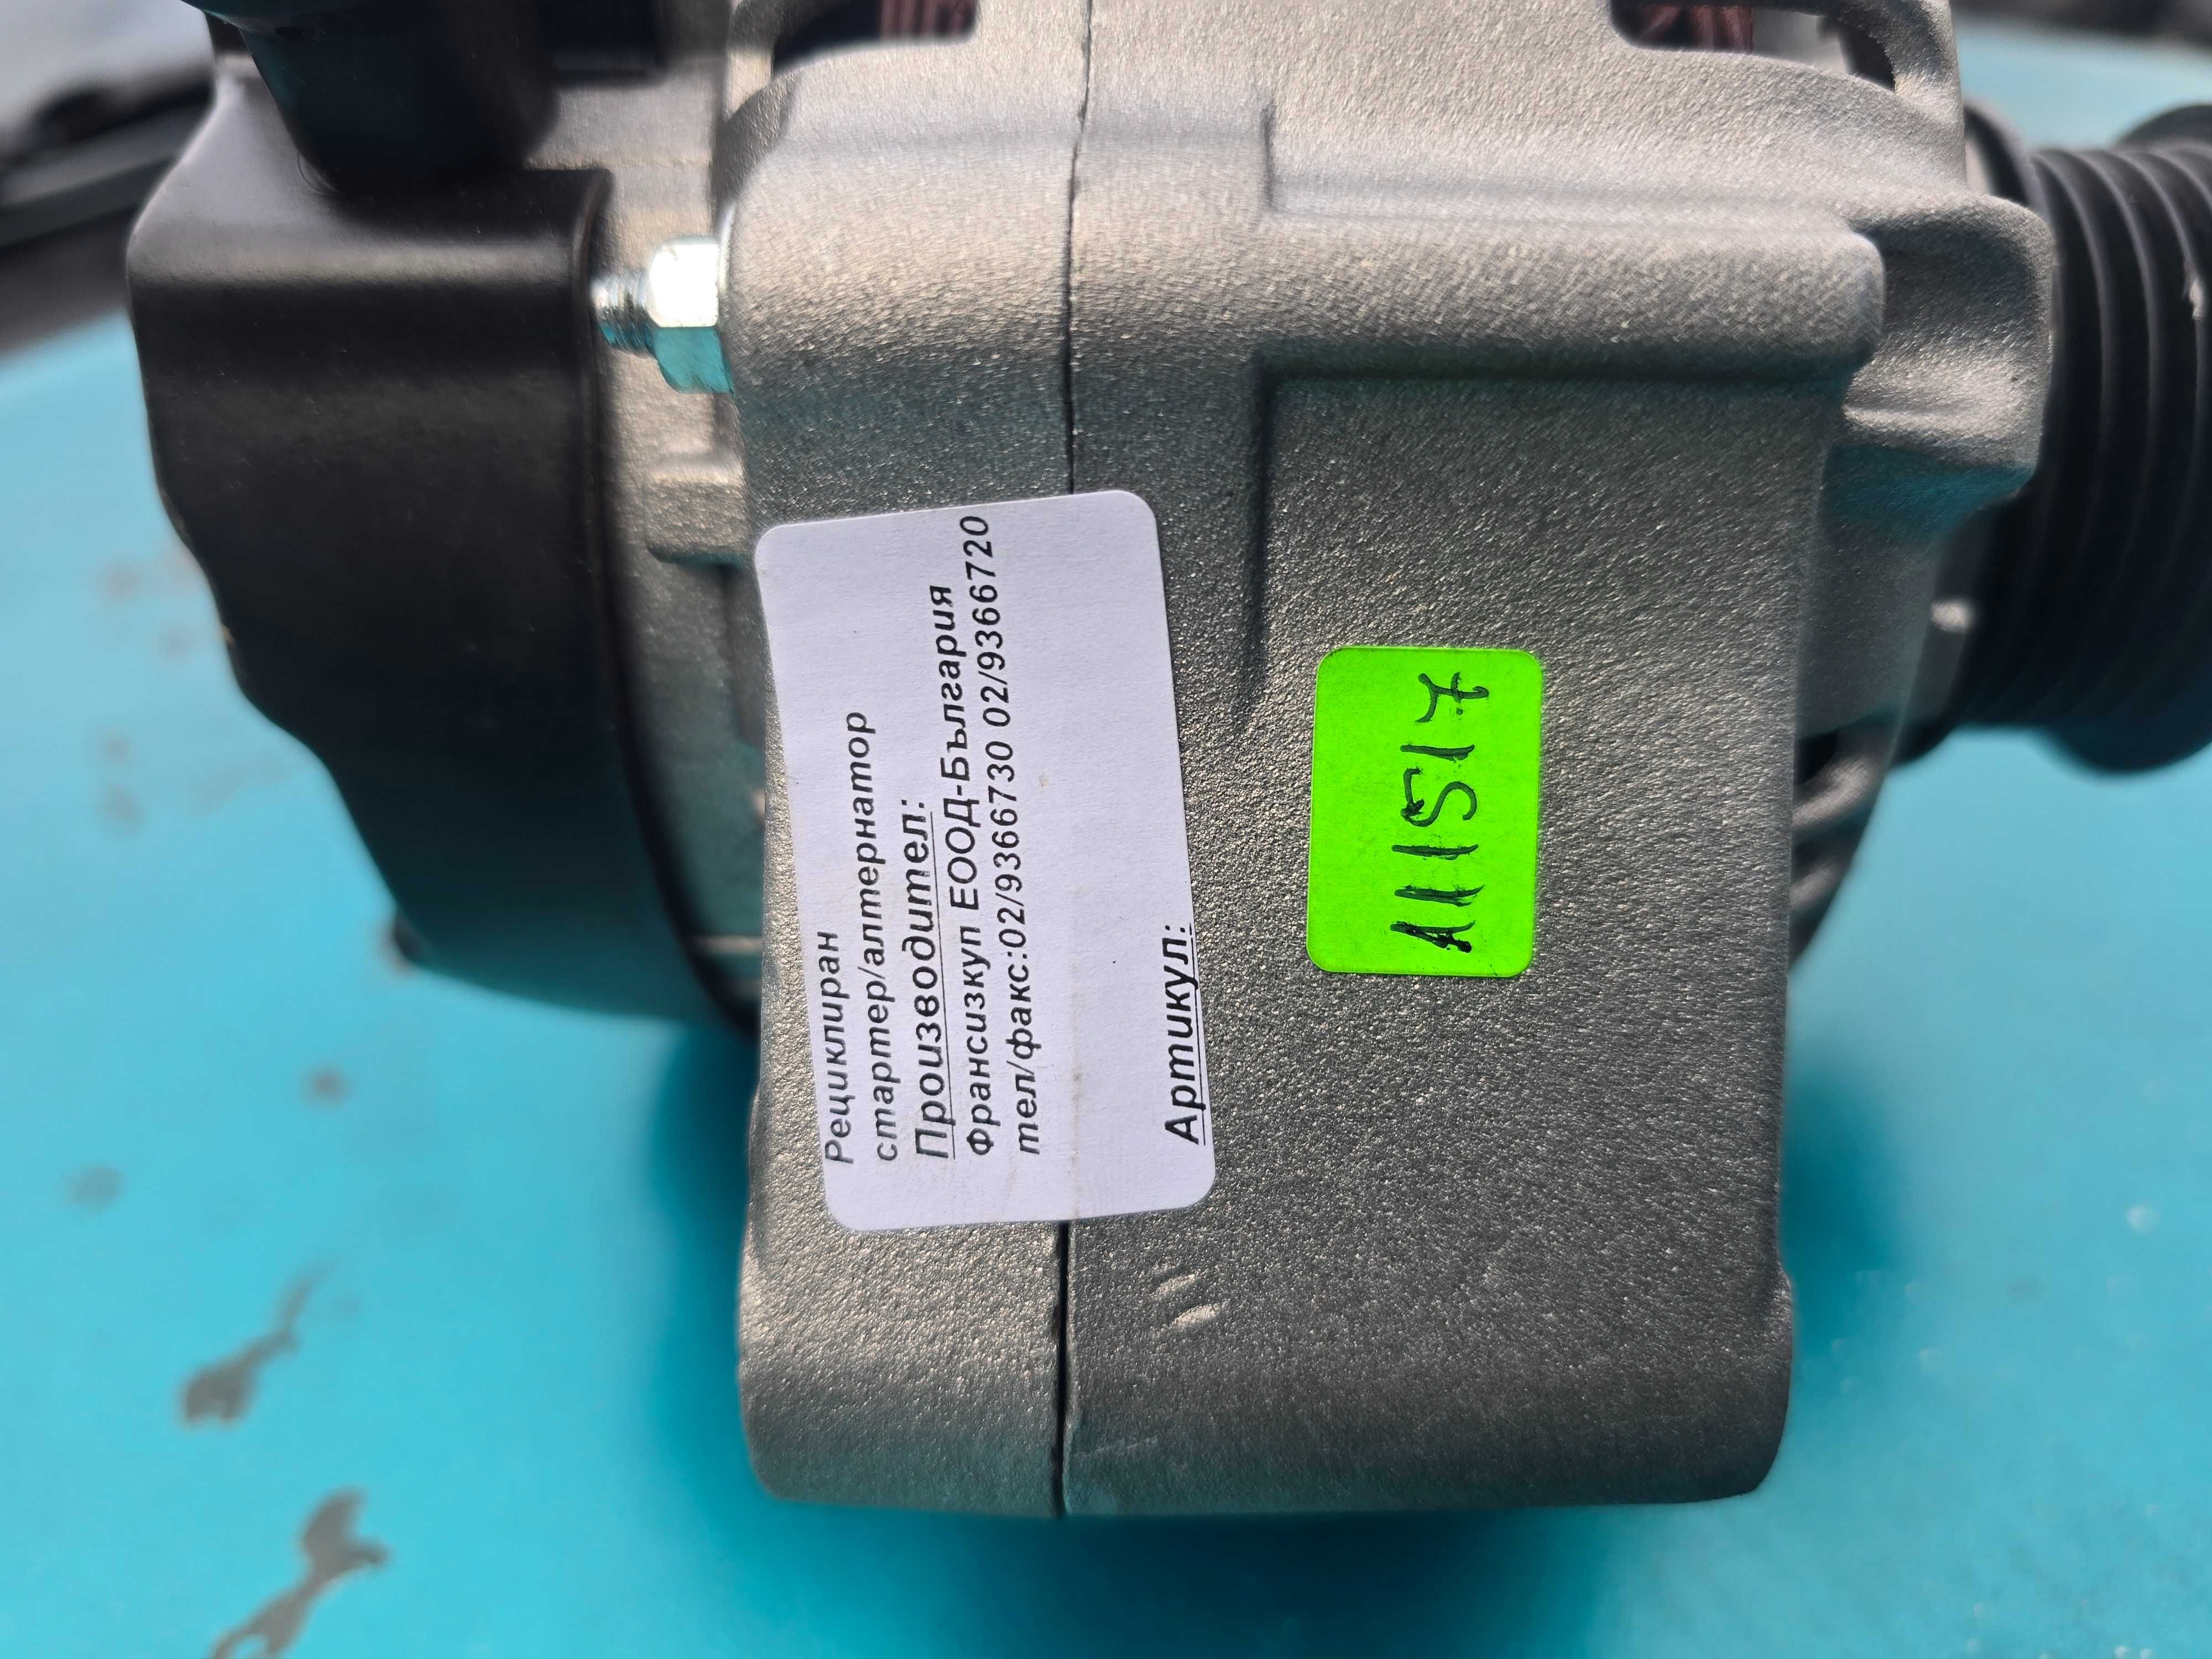 Рециклиран
стартер/алтернатор
Производител:
Франсизкуп ЕООД-България
тел/факс:02/9366730 02/9366720
Артикул:
A11517